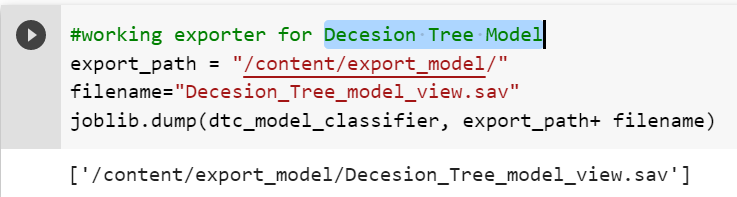 #working exporter for Decesion Tree Model
export_path = "/content/export_model/"
filename="Decesion_Tree_model_view.sav"
joblib.dump(dtc_model_classifier, export_path+ filename)
['/content/export_model/Decesion_Tree_model_view.sav']